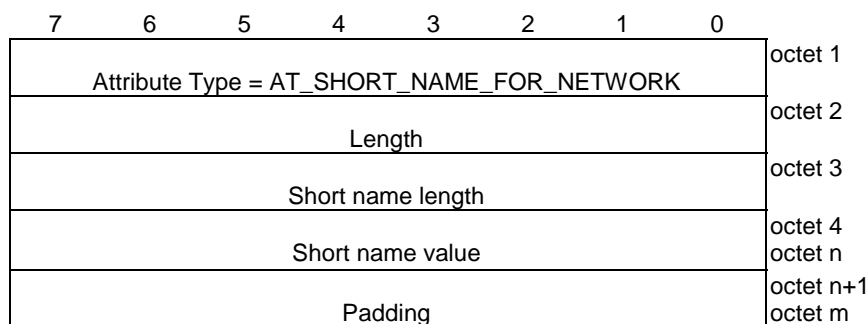 7 6 5 4 3 2 1 0
octet 1
Attribute Type = AT_SHORT_NAME_FOR_NETWORK
octet 2
Length
octet 3
Short name length
octet 4
Short name value octet n
octet n+1
Padding octet m